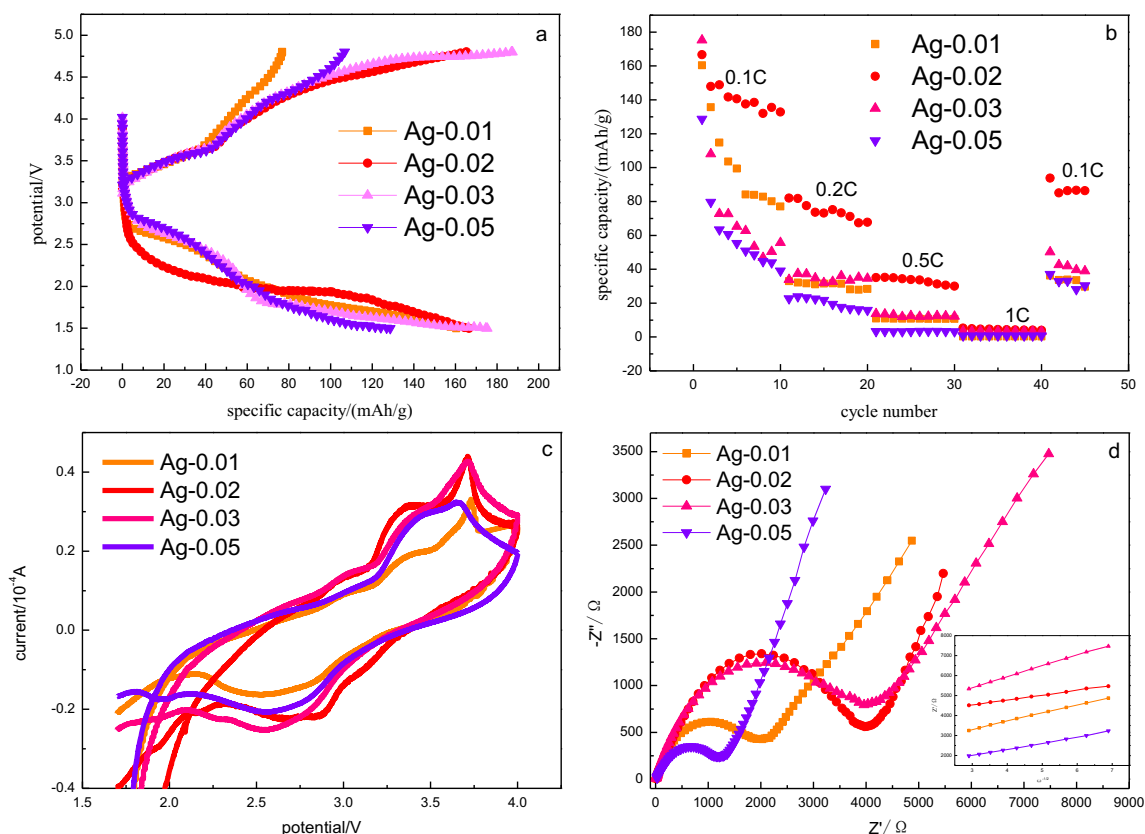 a
potential/V
5.0
4.5
4.0
3.5
3.0
2.5
2.0
1.5
1.0
Ag-0.01
Ag-0.02
Ag-0.03
Ag-0.05
-20 0 20 40 60 80 100 120 140 160 180 200
specific capacity/(mAh/g)
b
specific capacity/(mAh/g)
180
160
140
120
100
80
60
40
20
0
-20
Ag-0.01
Ag-0.02
Ag-0.03
Ag-0.05
0.1C
0.2C
0.5C
1C
0.1C
0 10 20 30 40 50
cycle number
c
current/10⁻⁴A
0.4
0.2
0.0
-0.2
-0.4
Ag-0.01
Ag-0.02
Ag-0.03
Ag-0.05
1.5 2.0 2.5 3.0 3.5 4.0
potential/V
d
-Z''/ Ω
3500
3000
2500
2000
1500
1000
500
0
Ag-0.01
Ag-0.02
Ag-0.03
Ag-0.05
Z'/ Ω
8000
7000
6000
5000
4000
3000
2000
3 4 5 6 7
ω⁻¹ᐟ²
0 1000 2000 3000 4000 5000 6000 7000 8000 9000
Z'/ Ω